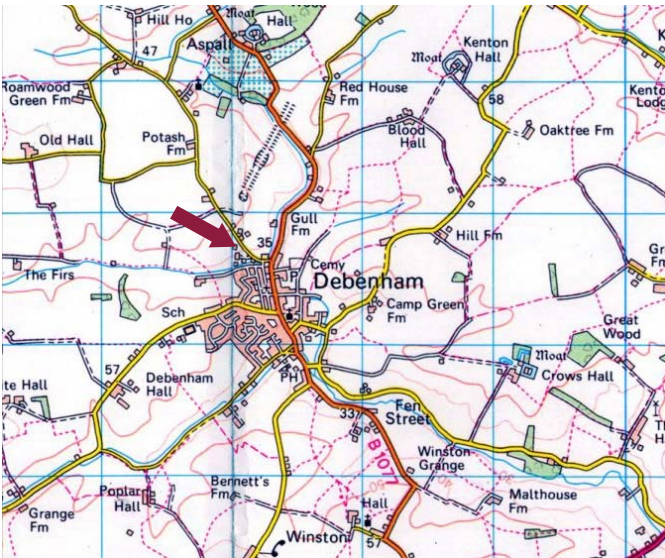 Hill Ho
Moat
Hall
47
Aspall
Kenton
Hall
Moat
Roamwood
Green Fm
Red House
Fm
58
Old Hall
Potash
Fm
Blood
Hall
Oaktree Fm
Gull
Fm
35
Hill Fm
The Firs
Cemy
Debenham
Sch
Camp Green
Fm
Great
Wood
57
Debenham
Hall
Moat
Crows Hall
PH
Fen
Street
33
B1077
Winston
Grange
Poplar
Hall
Bennett's
Fm
Hall
Malthouse
Fm
Grange
Fm
Winston
57